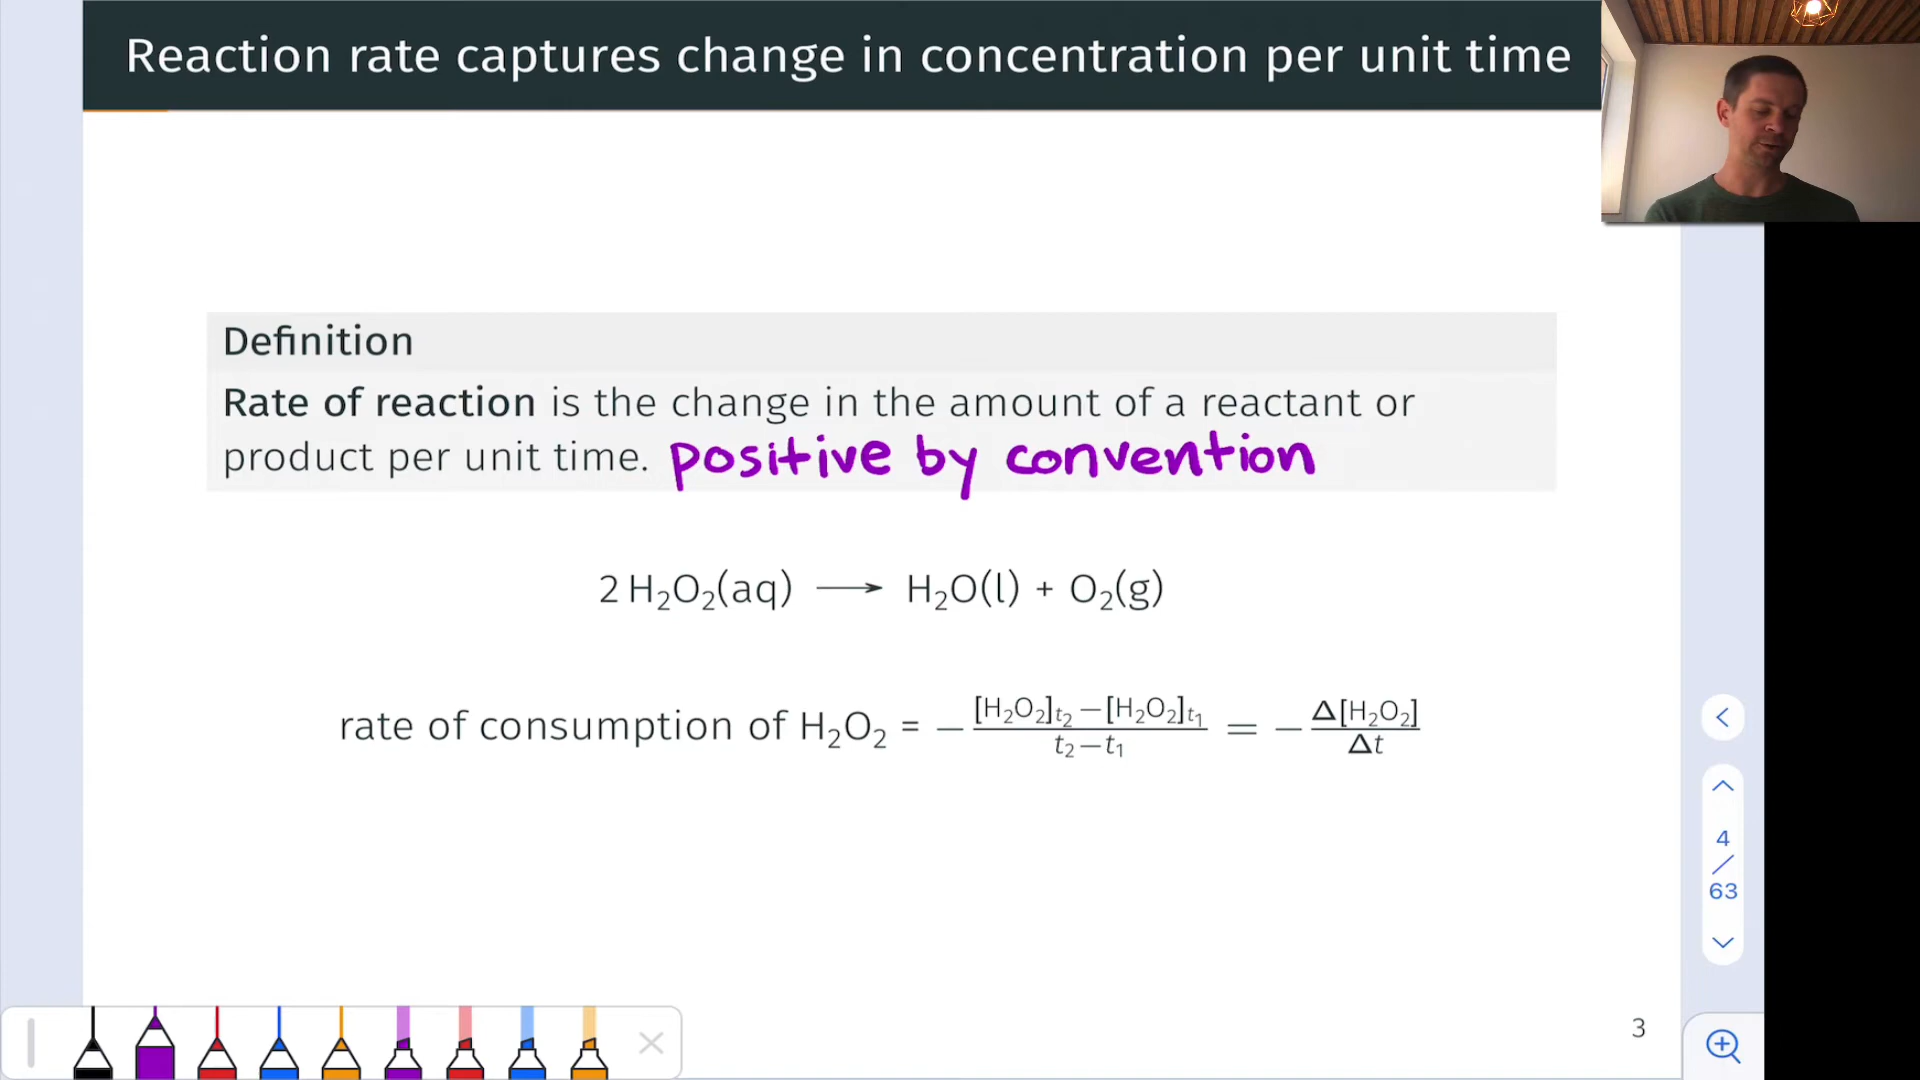 Reaction rate captures change in concentration per unit time
Definition
Rate of reaction is the change in the amount of a reactant or
product per unit time. positive by convention
2 H₂O₂(aq) ⟶ H₂O(l) + O₂(g)
rate of consumption of H₂O₂ = −([H₂O₂]t₂ − [H₂O₂]t₁)/(t₂ − t₁) = −Δ[H₂O₂]/Δt
4
/
63
3